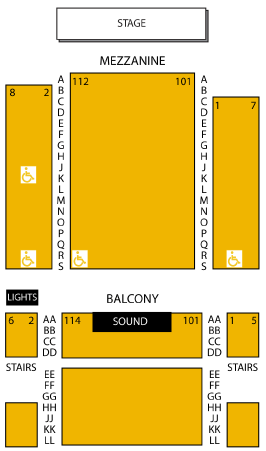 STAGE
MEZZANINE
A 112 101 A
8 2 B B
C C 1 7
D D
E E
F F
G G
H H
J J
K K
L L
M M
N N
O O
P P
Q Q
R R
S S
LIGHTS BALCONY
6 2 AA 114 SOUND 101 AA 1 5
BB BB
CC CC
DD DD
STAIRS STAIRS
EE EE
FF FF
GG GG
HH HH
JJ JJ
KK KK
LL LL